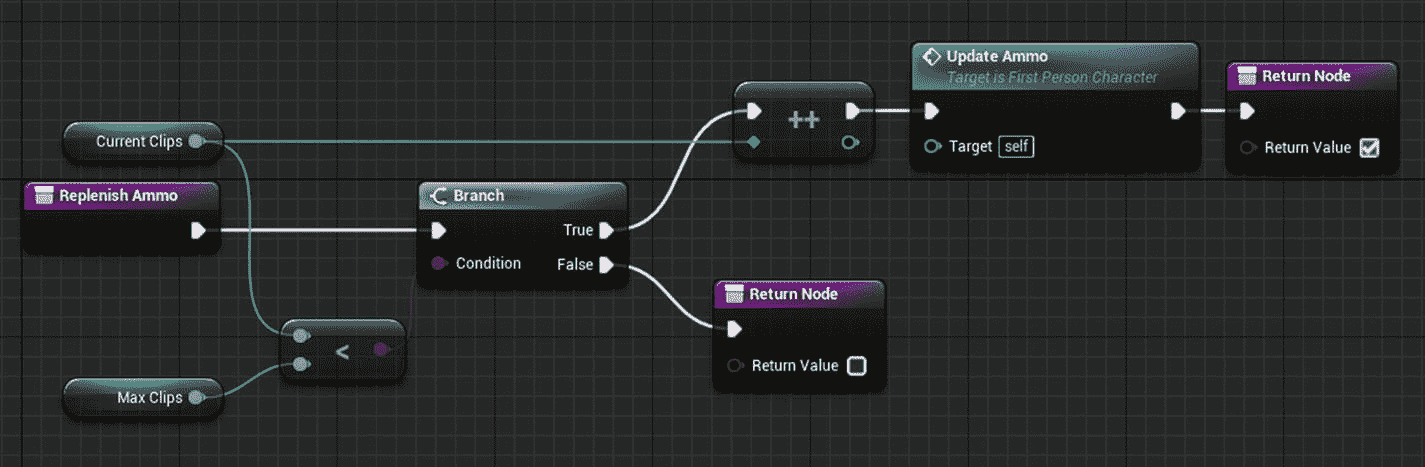 Update Ammo
Target is First Person Character
Return Node
++
Current Clips
Target self
Return Value
Replenish Ammo
Branch
True
Condition
False
Return Node
<
Return Value
Max Clips